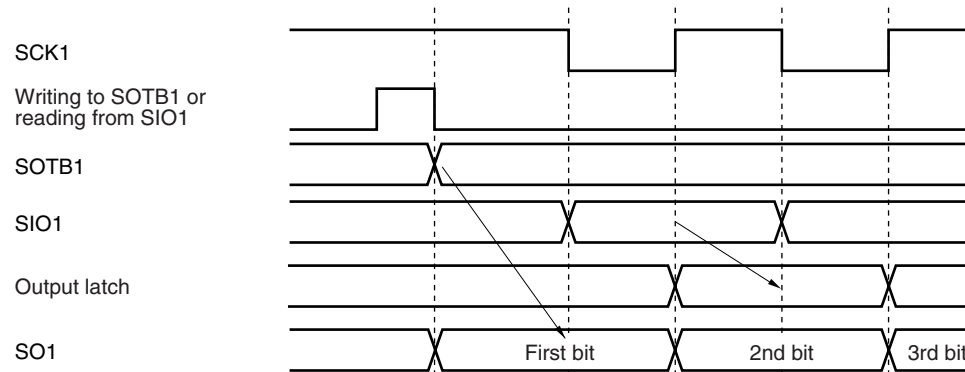 SCK1
Writing to SOTB1 or
reading from SIO1
SOTB1
SIO1
Output latch
SO1
First bit
2nd bit
3rd bit